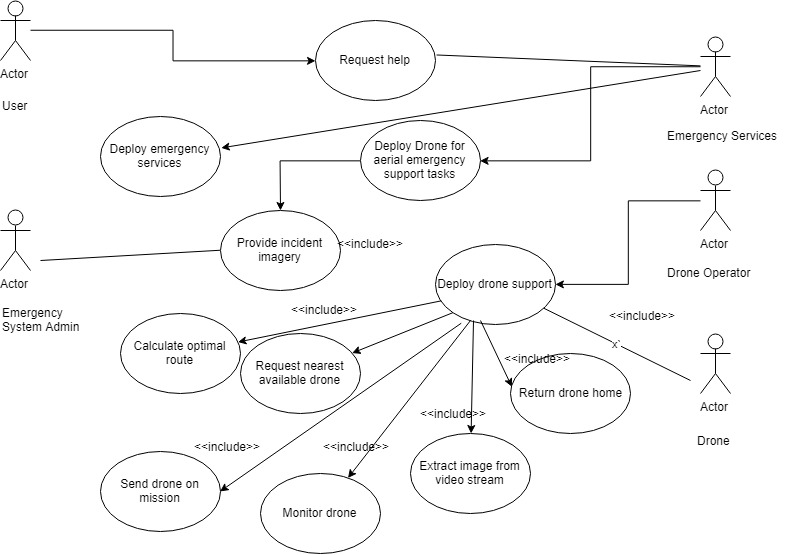 Actor
User
Request help
Actor
Emergency Services
Deploy emergency
services
Deploy Drone for
aerial emergency
support tasks
Actor
Emergency
System Admin
Provide incident
imagery
<<include>>
Actor
Drone Operator
Deploy drone support
<<include>>
<<include>>
Calculate optimal
route
Request nearest
available drone
x`
<<include>>
Return drone home
Actor
Drone
<<include>>
<<include>>
<<include>>
Extract image from
video stream
Send drone on
mission
Monitor drone